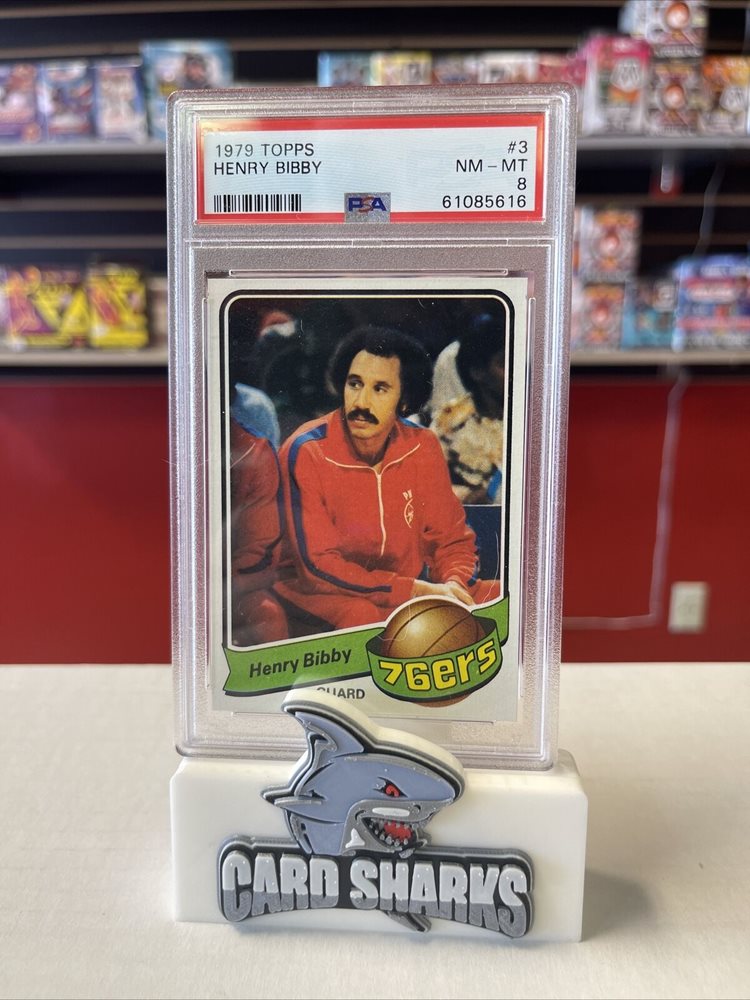 1979 TOPPS #3
HENRY BIBBY NM – MT
8
PSA 61085616
Henry Bibby 76ers
GUARD
CARD SHARKS